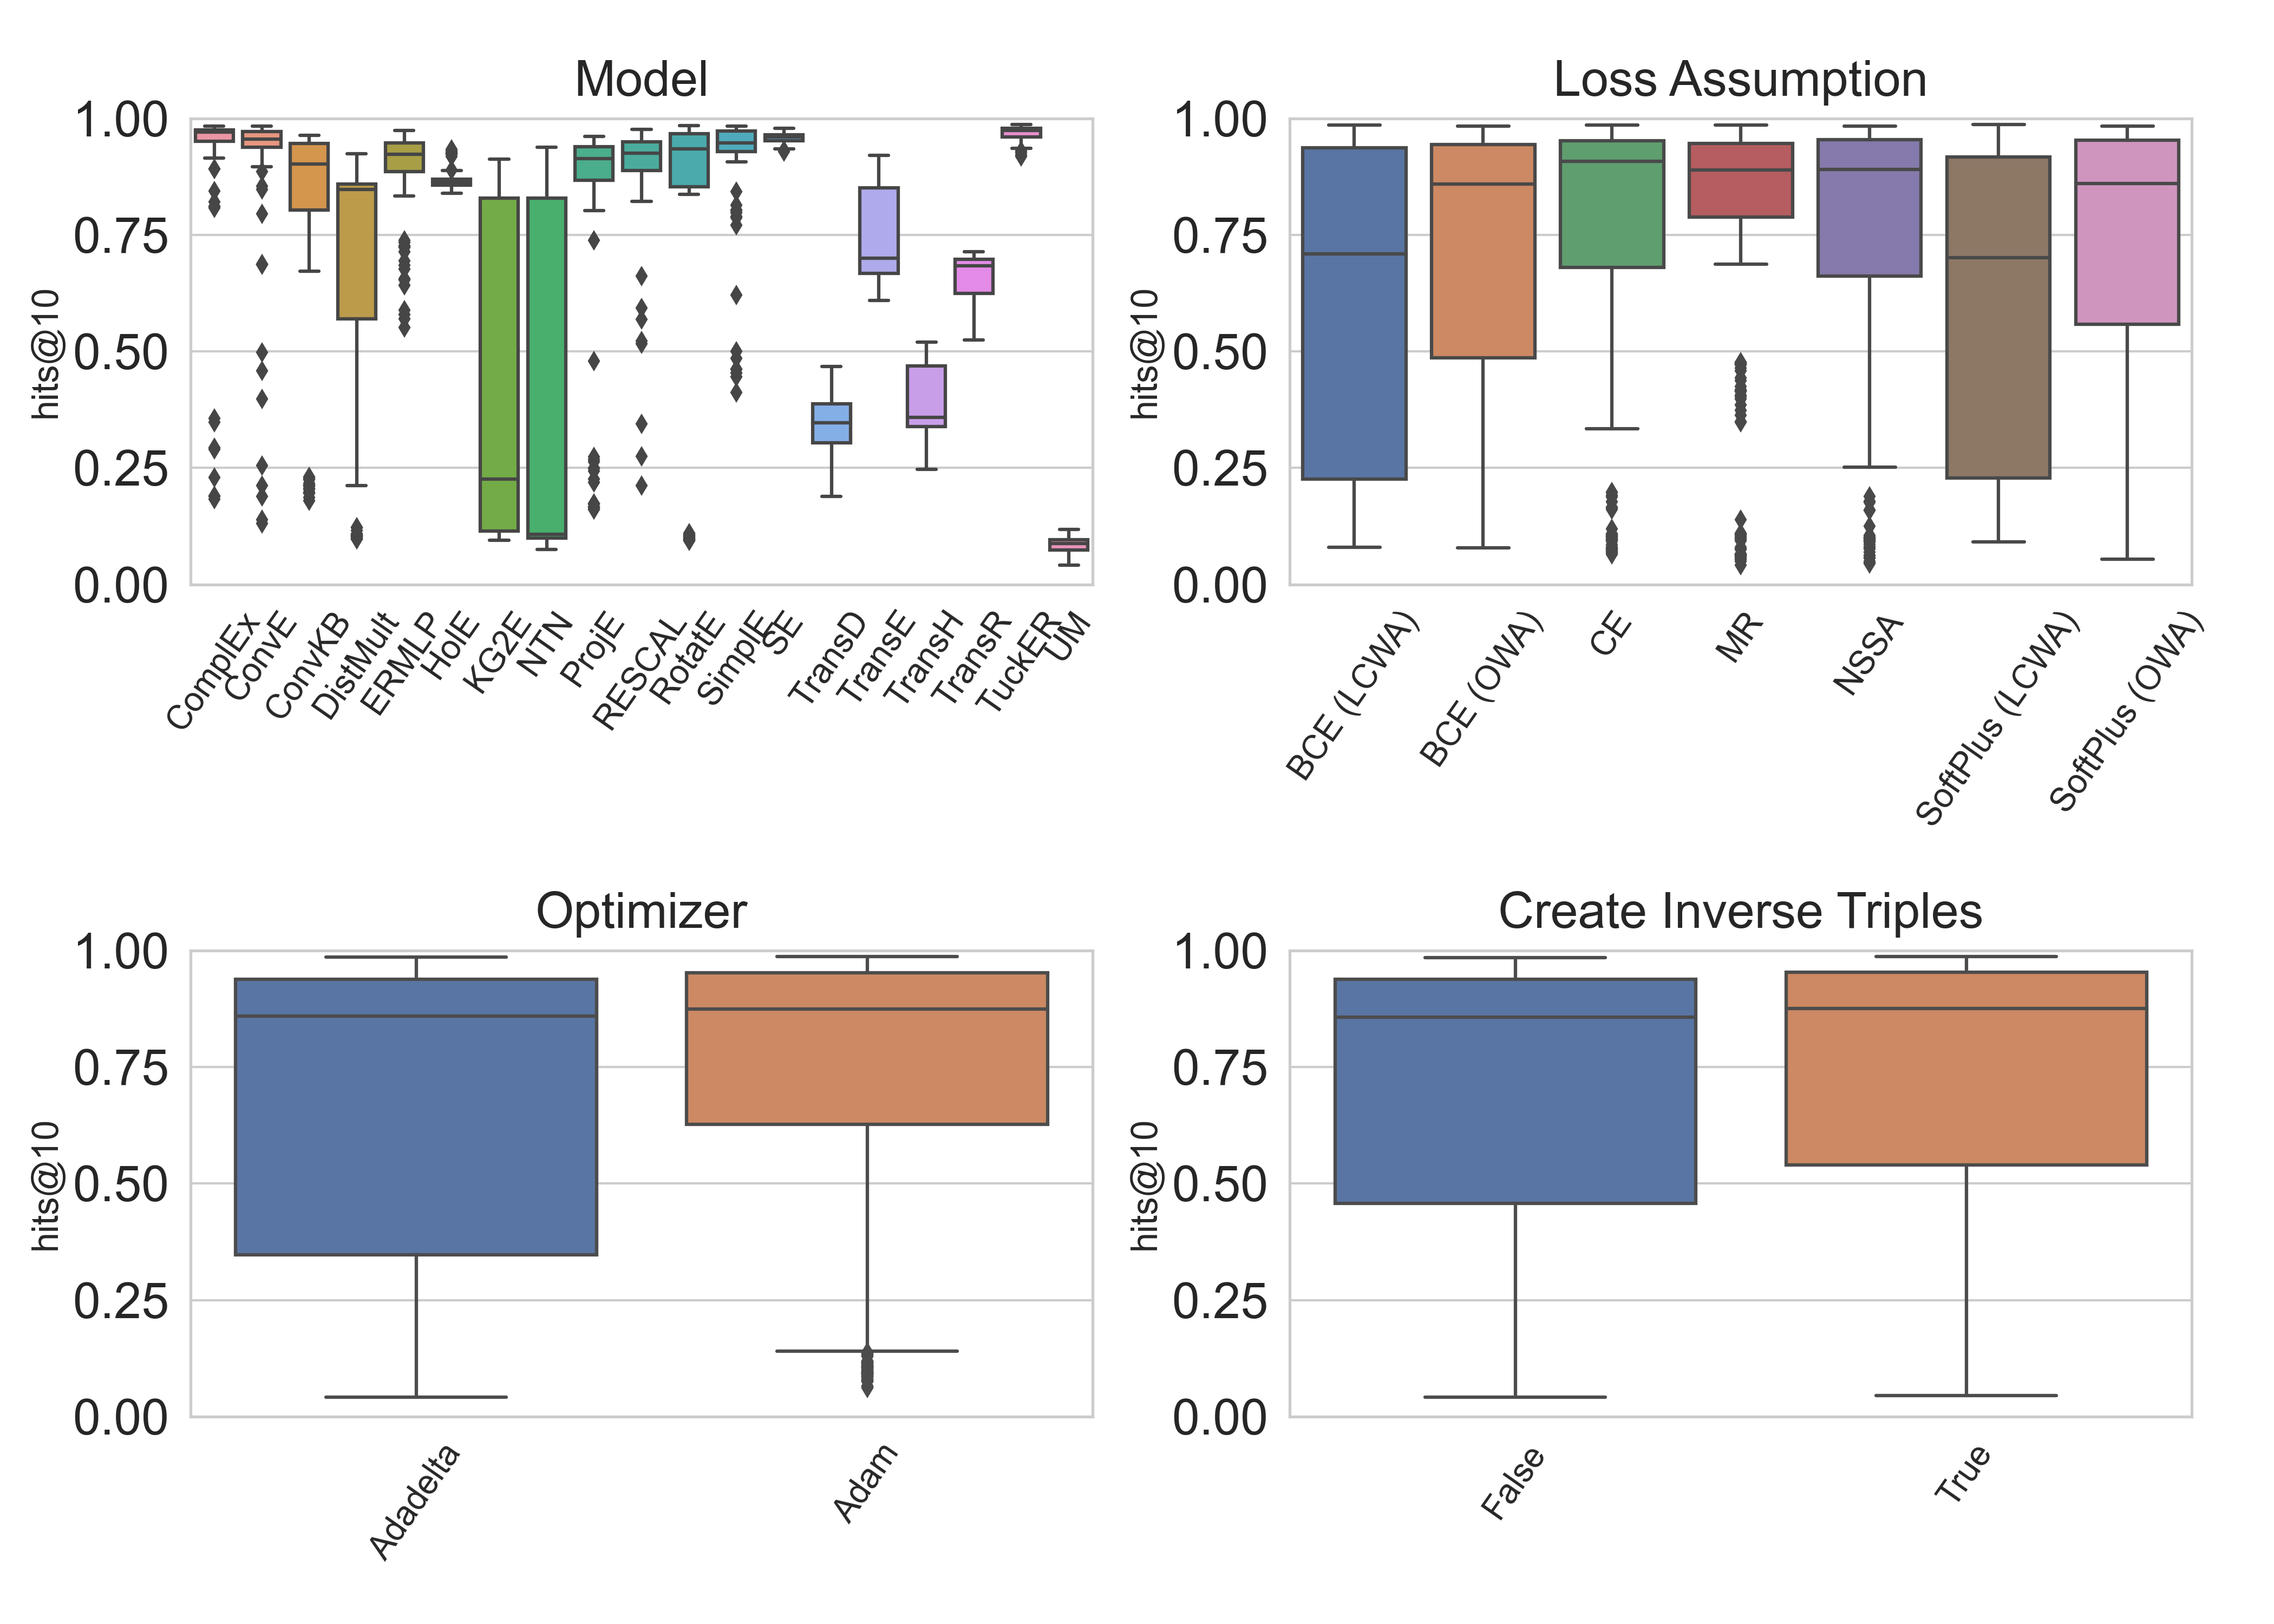 Model
1.00
0.75
0.50
0.25
0.00
hits@10
ComplEx
ConvE
ConvKB
DistMult
ERMLP
HolE
KG2E
NTN
ProjE
RESCAL
RotatE
SimplE
SE
TransD
TransE
TransH
TransR
TuckER
UM
Loss Assumption
1.00
0.75
0.50
0.25
0.00
hits@10
BCE (LCWA)
BCE (OWA)
CE
MR
NSSA
SoftPlus (LCWA)
SoftPlus (OWA)
Optimizer
1.00
0.75
0.50
0.25
0.00
hits@10
Adadelta
Adam
Create Inverse Triples
1.00
0.75
0.50
0.25
0.00
hits@10
False
True